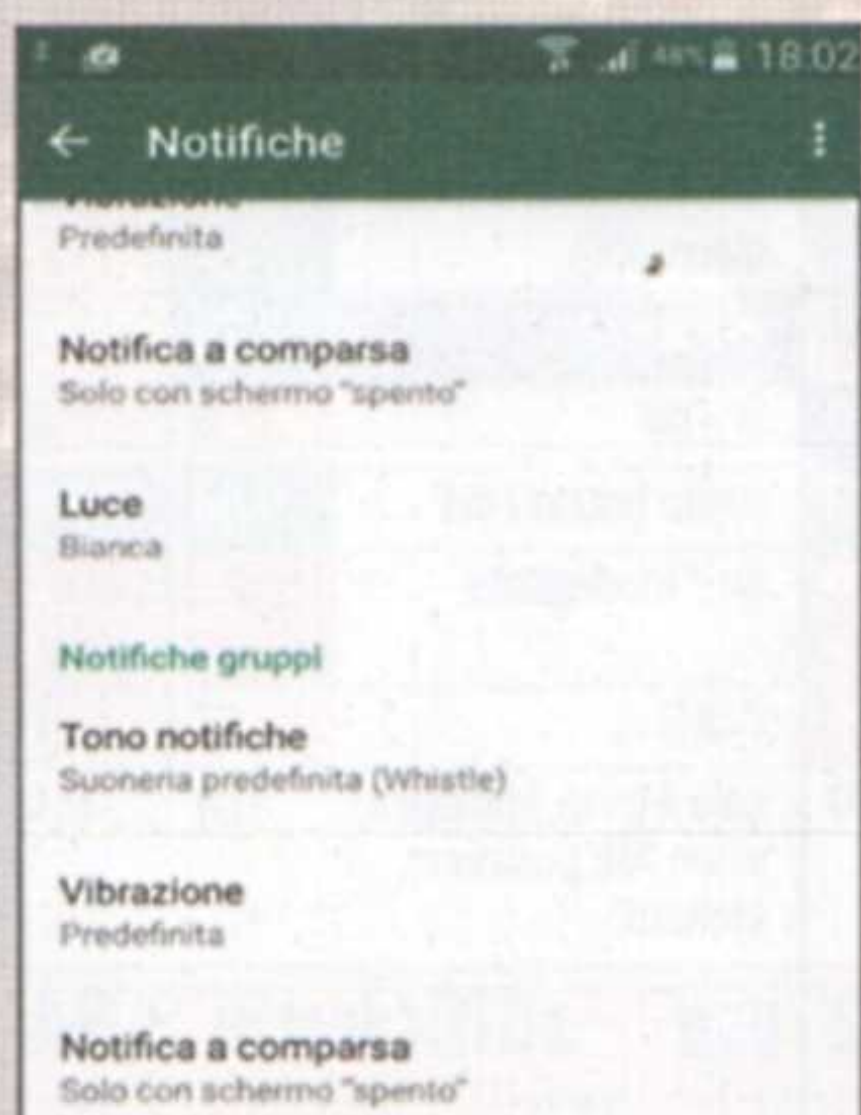 18:02
Notifiche
Vibrazione
Predefinita
Notifica a comparsa
Solo con schermo "spento"
Luce
Bianca
Notifiche gruppi
Tono notifiche
Suoneria predefinita (Whistle)
Vibrazione
Predefinita
Notifica a comparsa
Solo con schermo "spento"